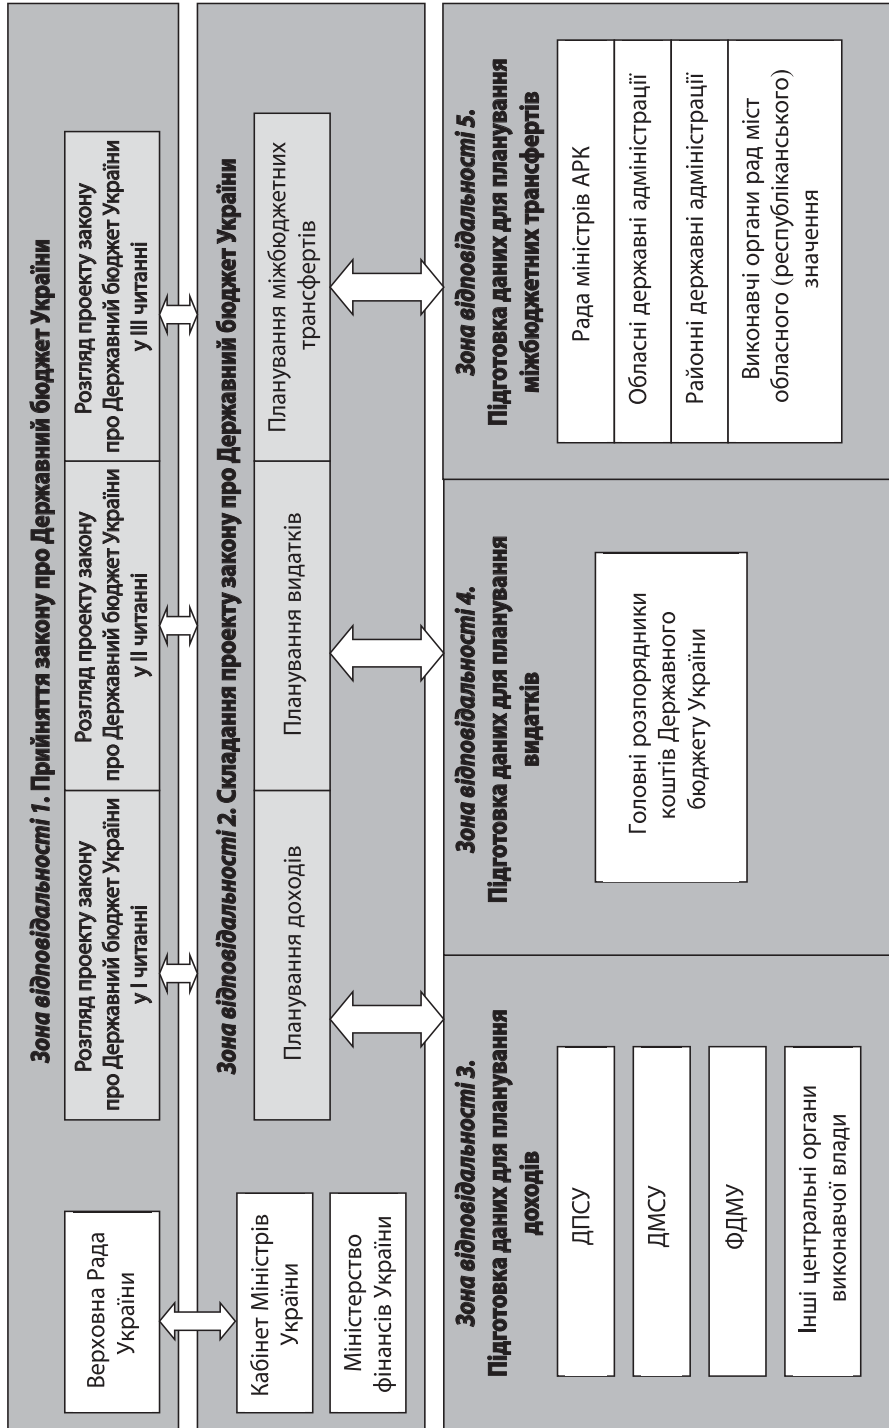 Зона відповідальності 1. Прийняття закону про Державний бюджет України
Верховна Рада
України
Розгляд проекту закону
про Державний бюджет України
у I читанні
Розгляд проекту закону
про Державний бюджет України
у II читанні
Розгляд проекту закону
про Державний бюджет України
у III читанні
Зона відповідальності 2. Складання проекту закону про Державний бюджет України
Кабінет Міністрів
України
Міністерство
фінансів України
Планування доходів
Планування видатків
Планування міжбюджетних
трансфертів
Зона відповідальності 3.
Підготовка даних для планування
доходів
ДПСУ
ДМСУ
ФДМУ
Інші центральні органи
виконавчої влади
Зона відповідальності 4.
Підготовка даних для планування
видатків
Головні розпорядники
коштів Державного
бюджету України
Зона відповідальності 5.
Підготовка даних для планування
міжбюджетних трансфертів
Рада міністрів АРК
Обласні державні адміністрації
Районні державні адміністрації
Виконавчі органи рад міст
обласного (республіканського)
значення